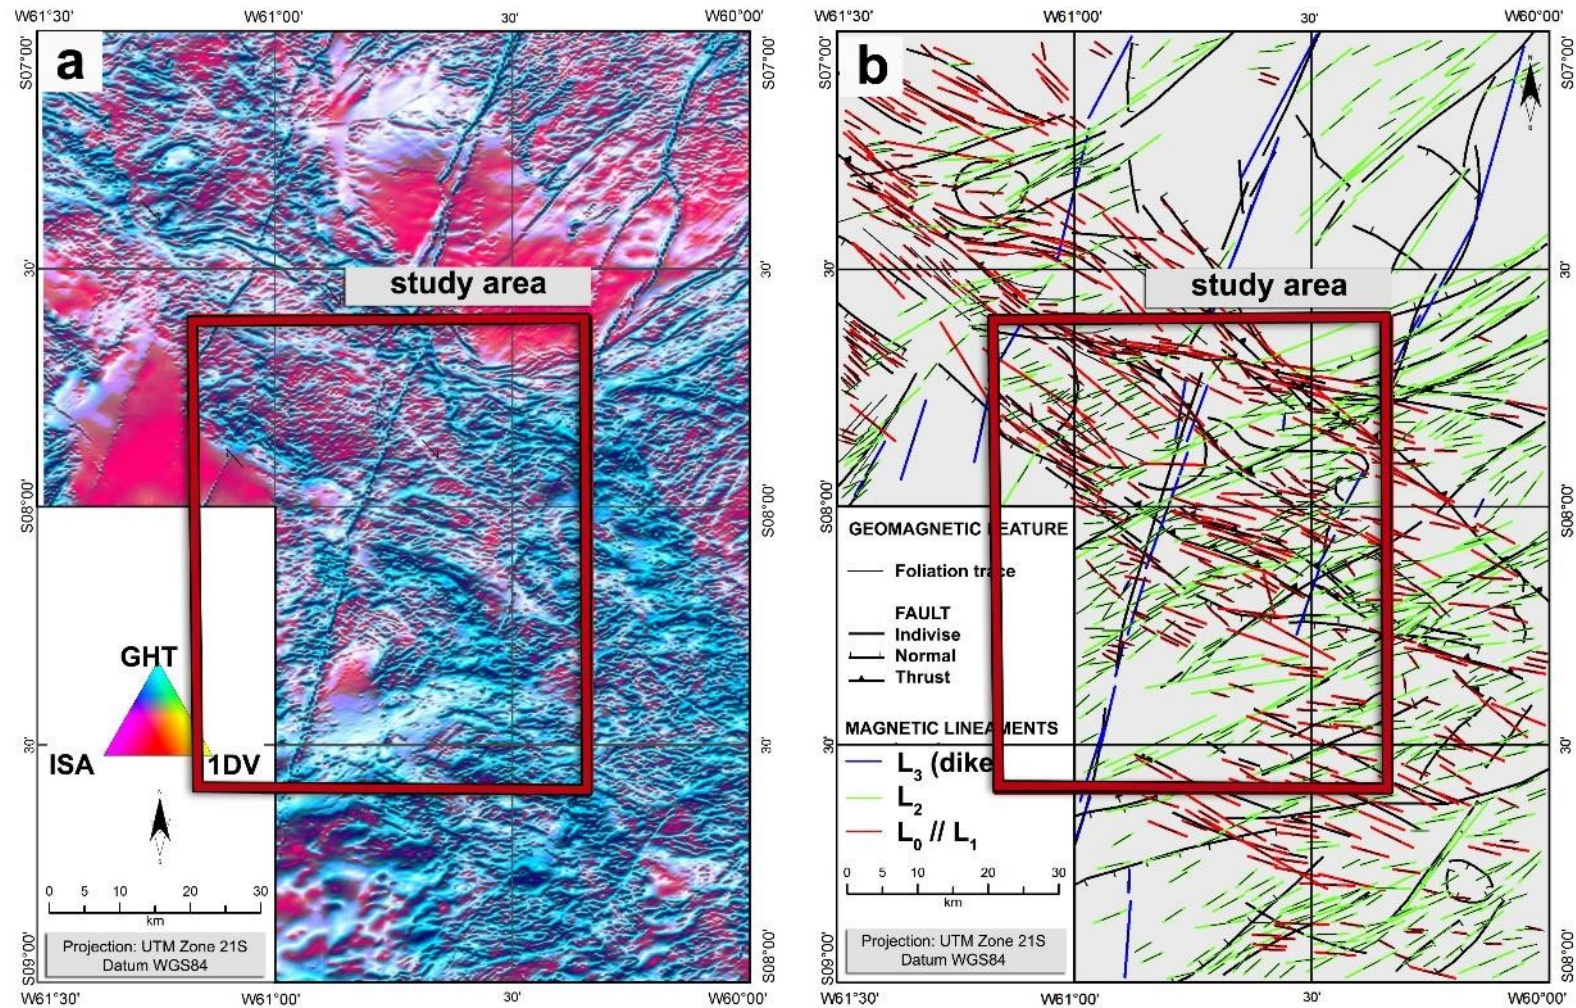 W61°30'
W61°00'
30'
W60°00'
S07°00'
a
S07°00'
30'
study area
30'
S08°00'
S08°00'
GHT
ISA
1DV
30'
30'
N
S
0 5 10 20 30
km
Projection: UTM Zone 21S
Datum WGS84
S09°00'
S08°00'
W61°30'
W61°00'
30'
W60°00'
W61°30'
W61°00'
30'
W60°00'
S07°00'
b
N
S
S07°00'
30'
study area
30'
S08°00'
S08°00'
GEOMAGNETIC FEATURE
Foliation trace
FAULT
Indivise
Normal
Thrust
MAGNETIC LINEAMENTS
L3 (dike
L2
L0 // L1
30'
30'
0 5 10 20 30
km
Projection: UTM Zone 21S
Datum WGS84
S09°00'
S08°00'
W61°30'
W61°00'
30'
W60°00'